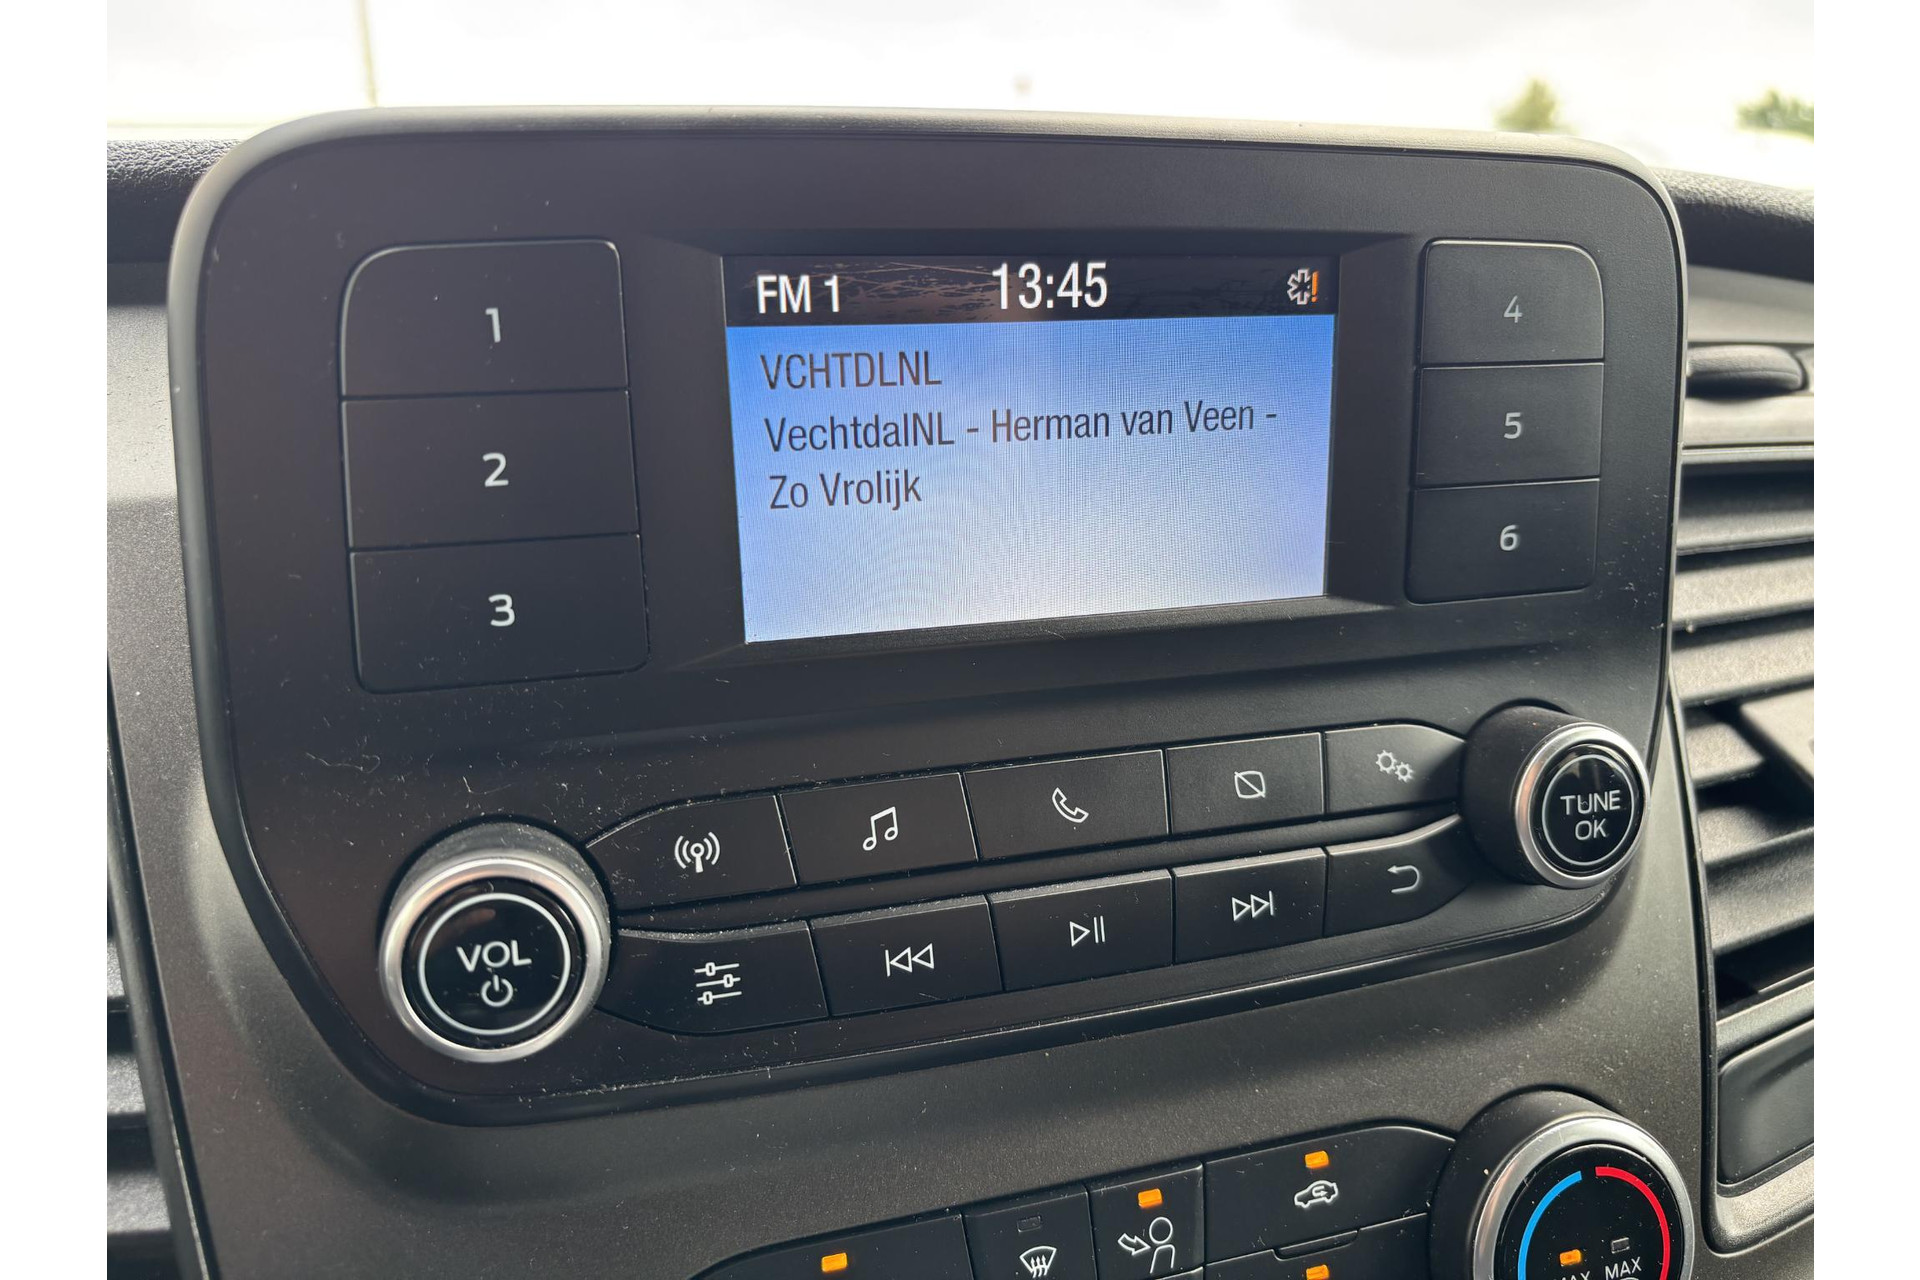 FM 1 13:45 !
VCHTDLNL
VechtdalNL - Herman van Veen -
Zo Vrolijk
1
2
3
4
5
6
VOL
TUNE
OK
MAX MAX